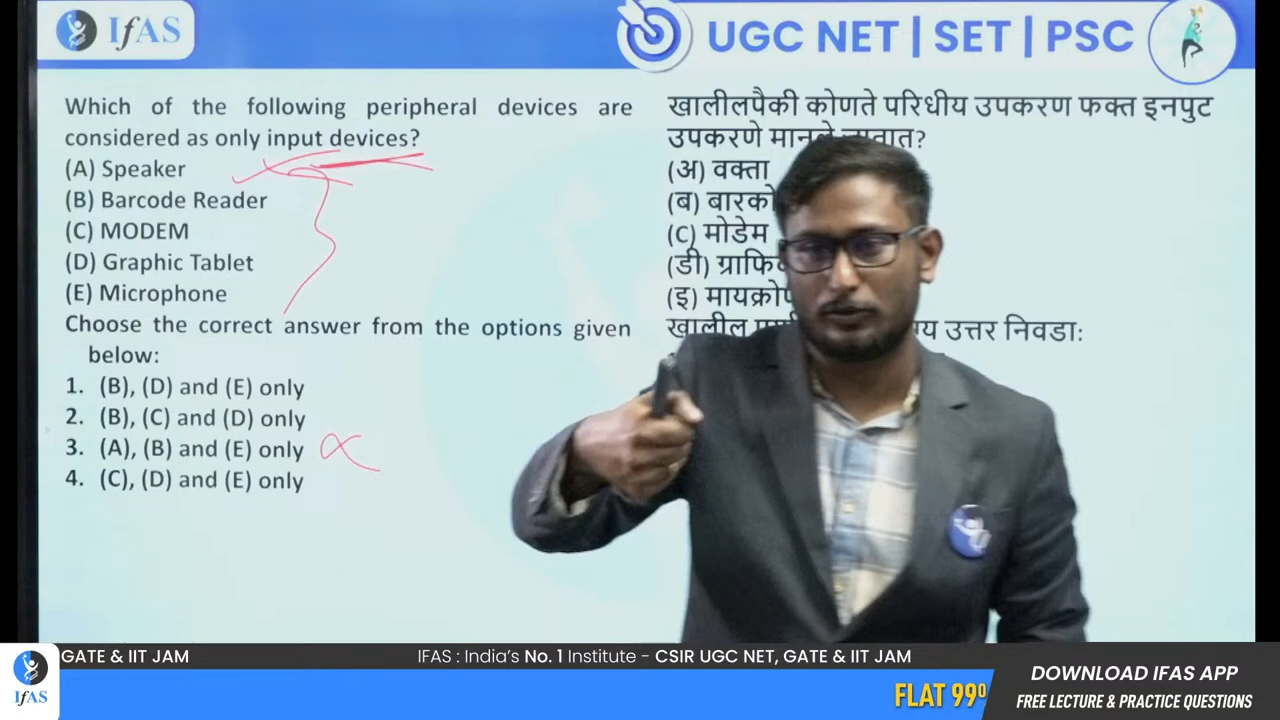 IfAS
UGC NET | SET | PSC
Which of the following peripheral devices are
considered as only input devices?
(A) Speaker
(B) Barcode Reader
(C) MODEM
(D) Graphic Tablet
(E) Microphone
Choose the correct answer from the options given
below:
1. (B), (D) and (E) only
2. (B), (C) and (D) only
3. (A), (B) and (E) only
4. (C), (D) and (E) only
खालीलपैकी कोणते परिधीय उपकरण फक्त इनपुट
उपकरणे मानले जातात?
(अ) वक्ता
(ब)
(C) मोडेम
(डी)
(इ)
खालील उत्तर निवडा:
IfAS
GATE & IIT JAM
IFAS : India's No. 1 Institute - CSIR UGC NET, GATE & IIT JAM
FLAT 99
DOWNLOAD IFAS APP
FREE LECTURE & PRACTICE QUESTIONS